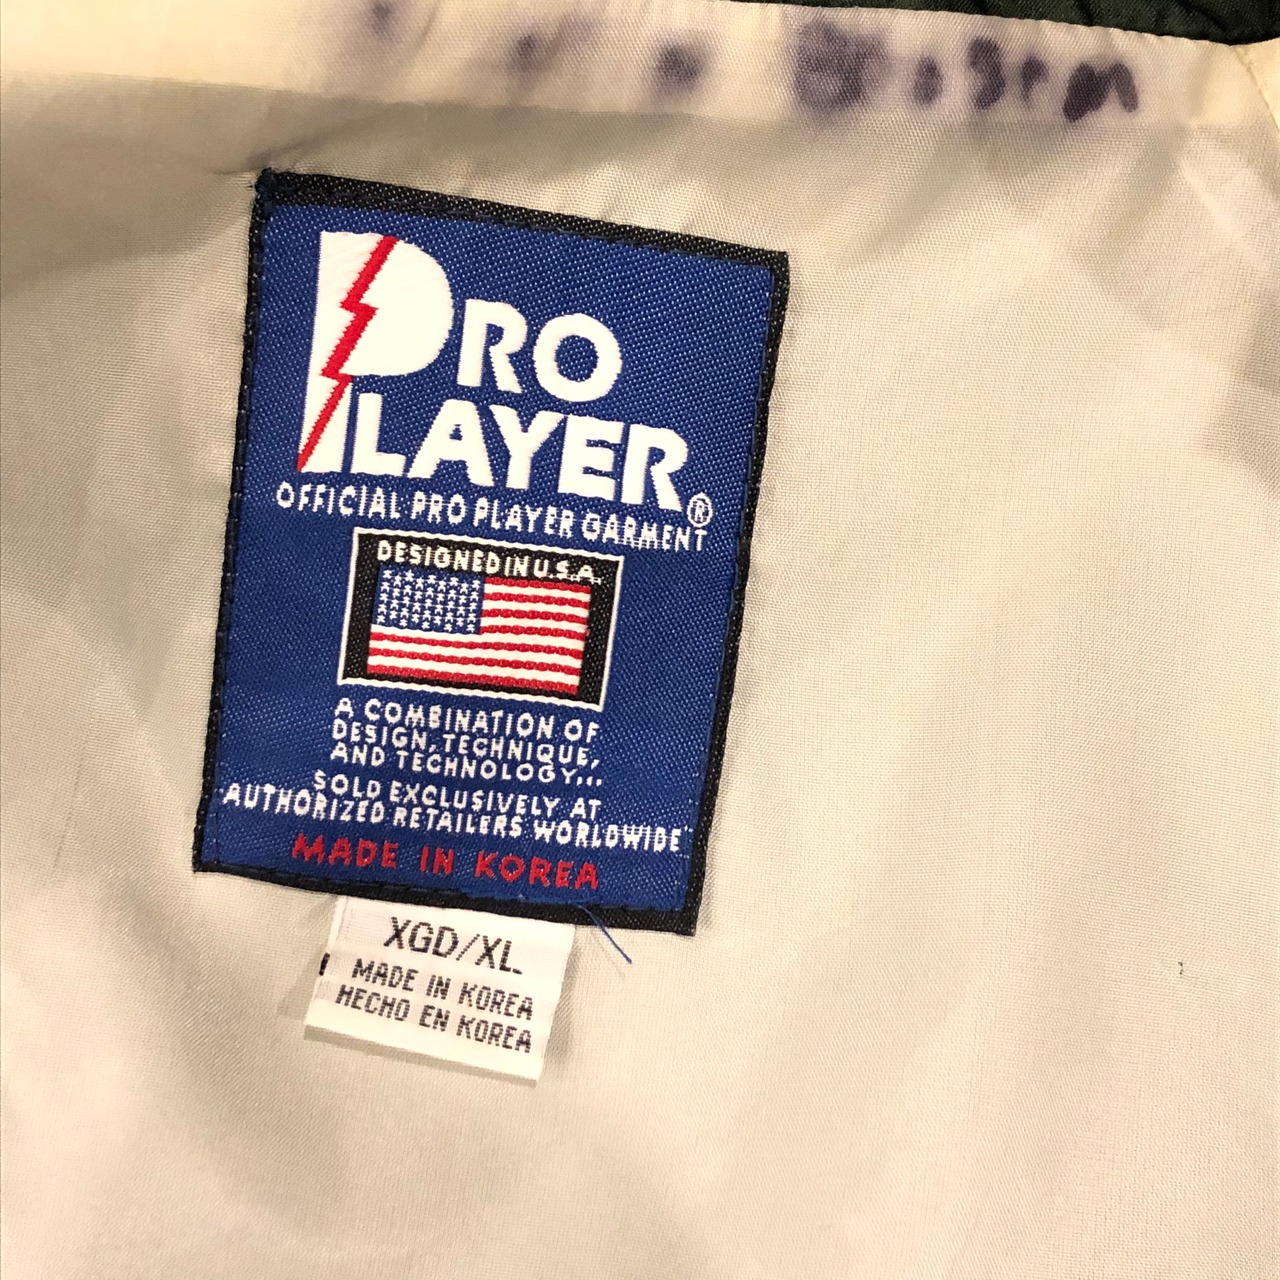 PRO
PLAYER®
OFFICIAL PRO PLAYER GARMENT
DESIGNED IN U.S.A.
A COMBINATION OF
DESIGN, TECHNIQUE,
AND TECHNOLOGY...
SOLD EXCLUSIVELY AT
AUTHORIZED RETAILERS WORLDWIDE
MADE IN KOREA
XGD/XL
MADE IN KOREA
HECHO EN KOREA